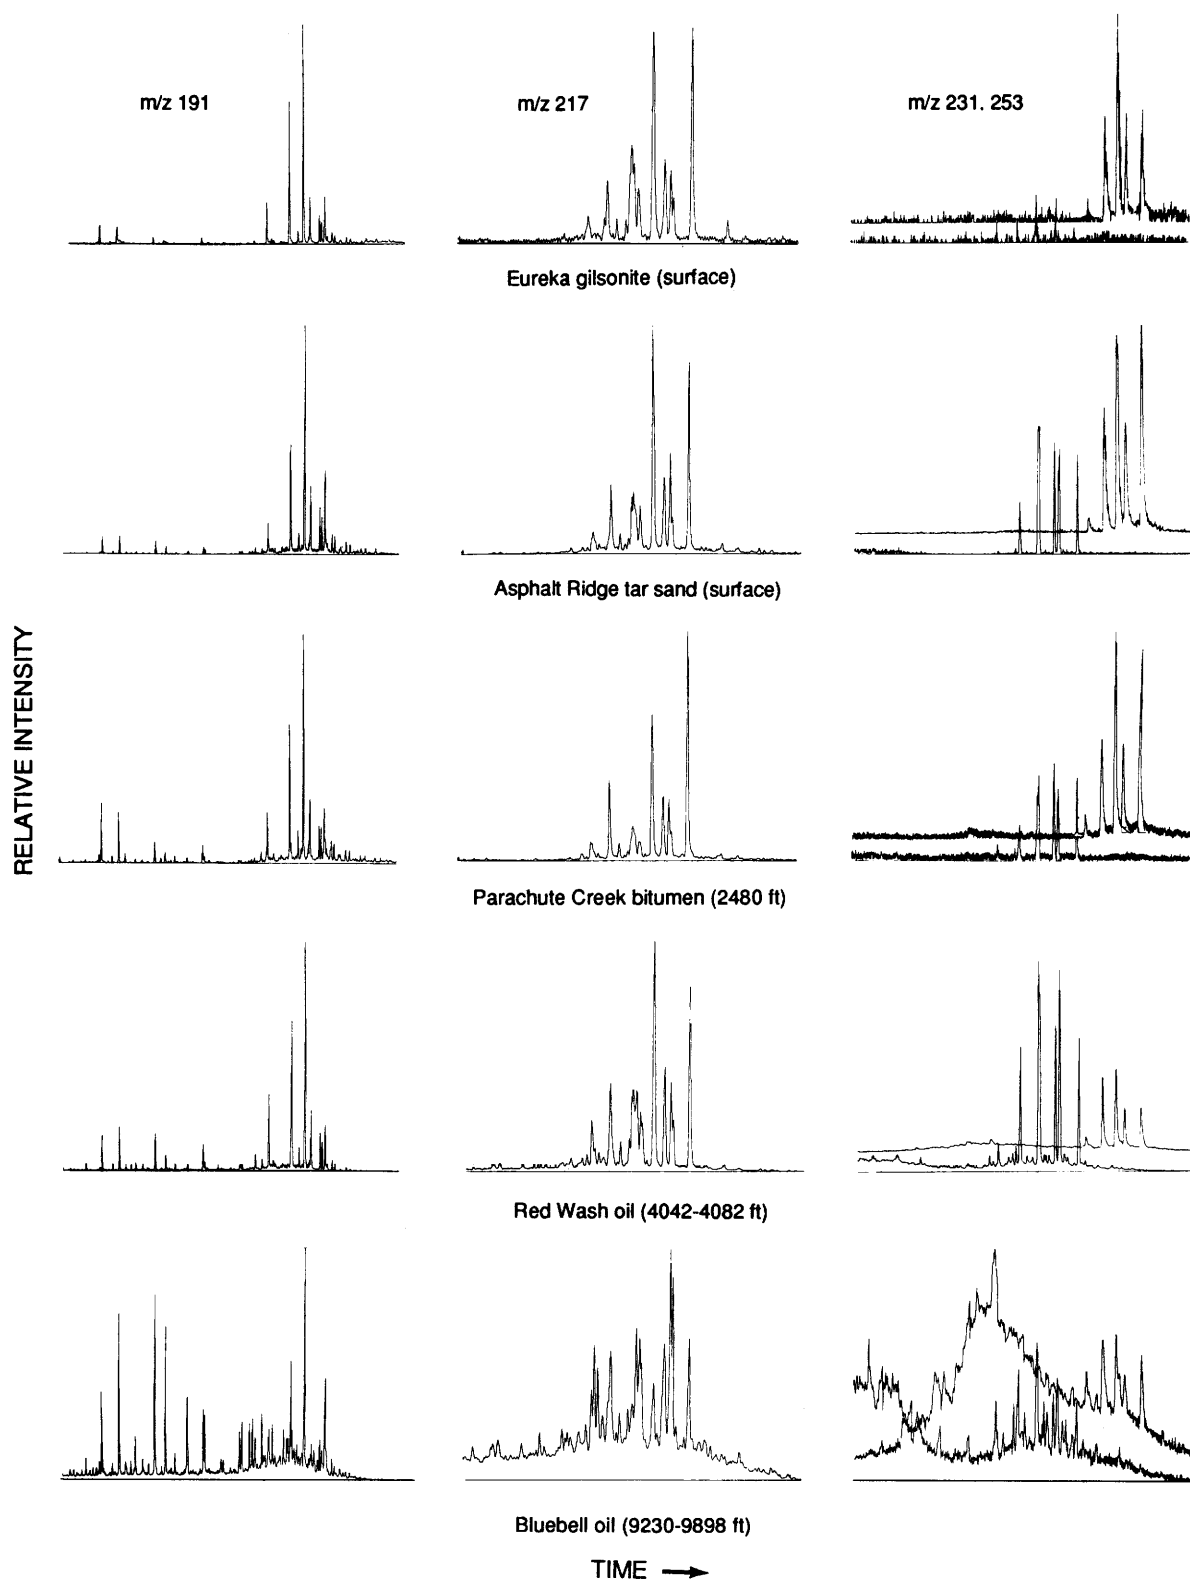 m/z 191
m/z 217
m/z 231. 253
Eureka gilsonite (surface)
Asphalt Ridge tar sand (surface)
RELATIVE INTENSITY
Parachute Creek bitumen (2480 ft)
Red Wash oil (4042-4082 ft)
Bluebell oil (9230-9898 ft)
TIME